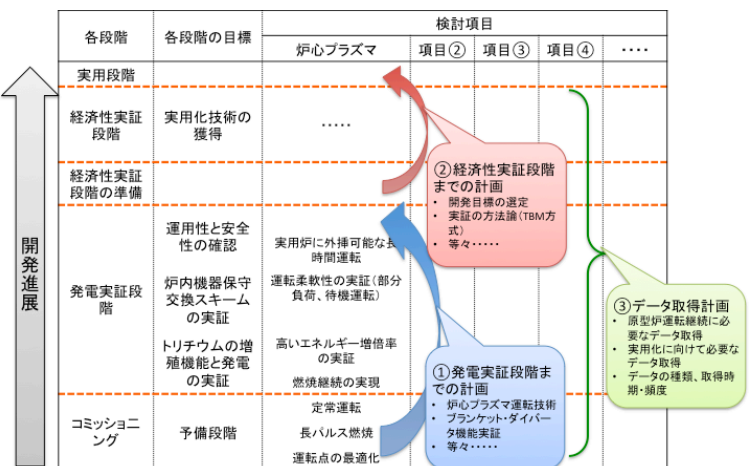 各段階
各段階の目標
検討項目
炉心プラズマ
項目②
項目③
項目④
‥‥
実用段階
経済性実証
段階
実用化技術の
獲得
‥‥‥
経済性実証
段階の準備
発電実証段
階
運用性と安全
性の確認
実用炉に外挿可能な長
時間運転
炉内機器保守
交換スキーム
の実証
運転柔軟性の実証(部分
負荷、待機運転)
トリチウムの増
殖機能と発電
の実証
高いエネルギー増倍率
の実証
燃焼継続の実現
コミッショニ
ング
予備段階
定常運転
長パルス燃焼
運転点の最適化
開発進展
②経済性実証段階
までの計画
• 開発目標の選定
• 実証の方法論(TBM方
式)
• 等々‥‥‥
①発電実証段階ま
での計画
• 炉心プラズマ運転技術
• ブランケット・ダイバー
タ機能実証
• 等々‥‥‥
③データ取得計画
• 原型炉運転継続に必
要なデータ取得
• 実用化に向けて必要な
データ取得
• データの種類、取得時
期・頻度